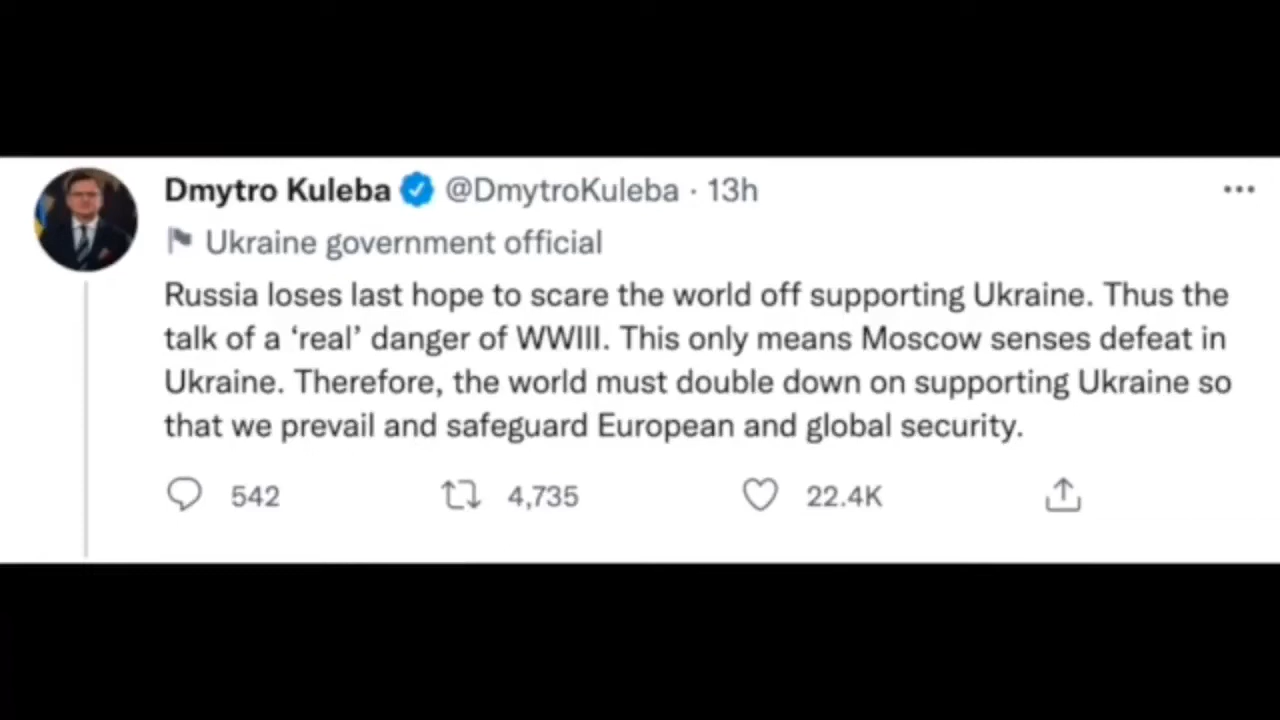 Dmytro Kuleba @DmytroKuleba · 13h
Ukraine government official
Russia loses last hope to scare the world off supporting Ukraine. Thus the
talk of a ‘real’ danger of WWIII. This only means Moscow senses defeat in
Ukraine. Therefore, the world must double down on supporting Ukraine so
that we prevail and safeguard European and global security.
542 4,735 22.4K